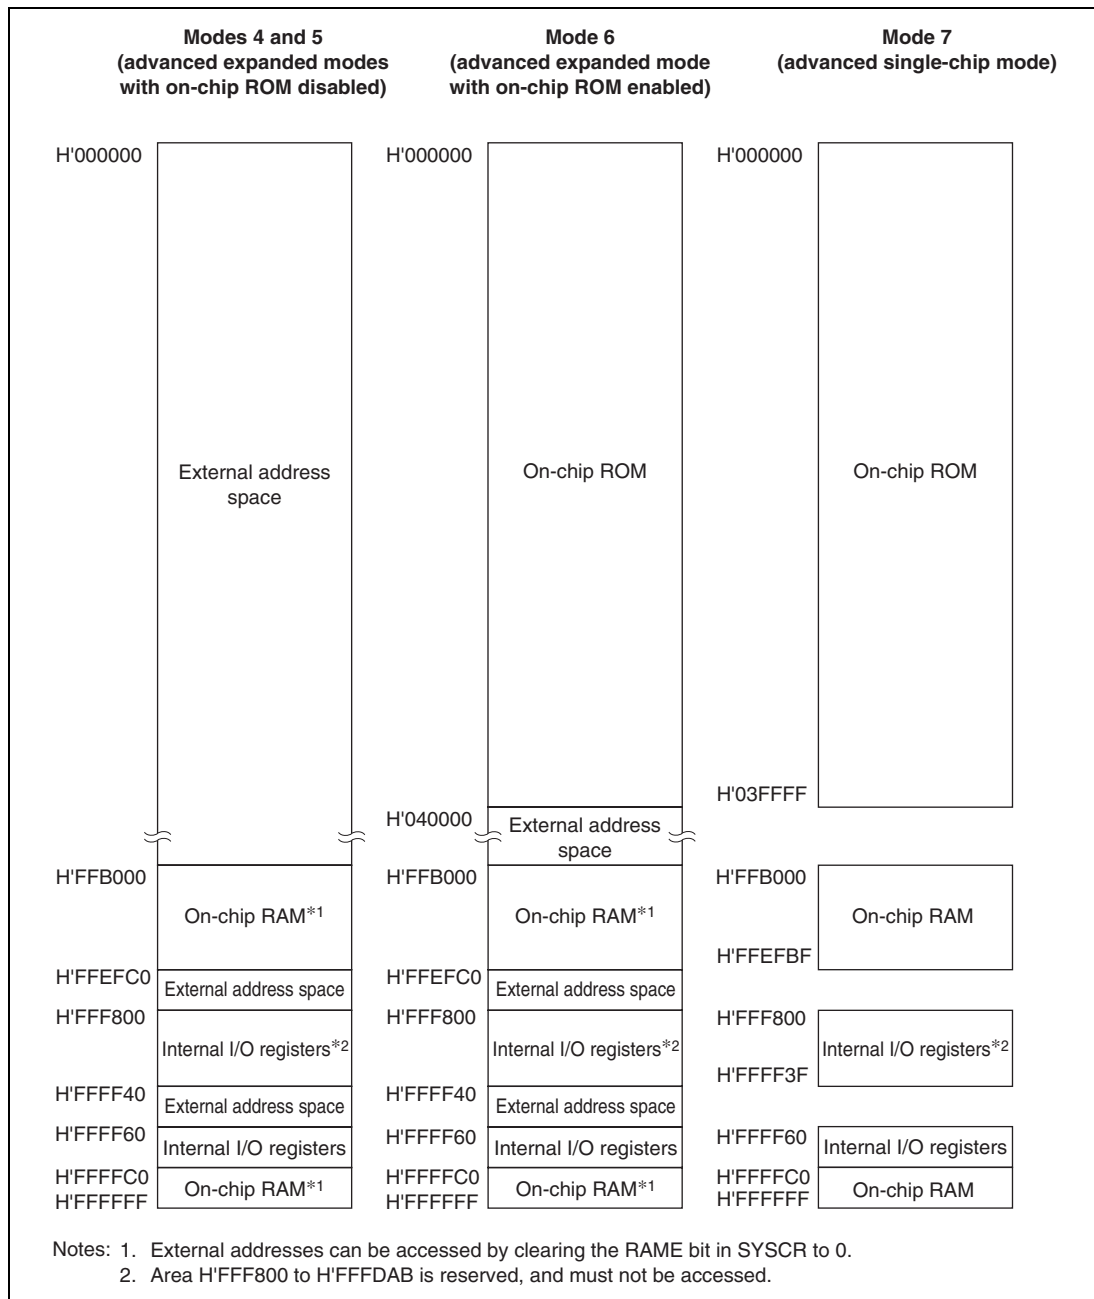 Modes 4 and 5
(advanced expanded modes
with on-chip ROM disabled)
Mode 6
(advanced expanded mode
with on-chip ROM enabled)
Mode 7
(advanced single-chip mode)
H'000000
External address
space
H'FFB000
On-chip RAM*1
H'FFEFC0
External address space
H'FFF800
Internal I/O registers*2
H'FFFF40
External address space
H'FFFF60
Internal I/O registers
H'FFFFC0
On-chip RAM*1
H'FFFFFF
H'000000
On-chip ROM
H'040000
External address
space
H'FFB000
On-chip RAM*1
H'FFEFC0
External address space
H'FFF800
Internal I/O registers*2
H'FFFF40
External address space
H'FFFF60
Internal I/O registers
H'FFFFC0
On-chip RAM*1
H'FFFFFF
H'000000
On-chip ROM
H'03FFFF
H'FFB000
On-chip RAM
H'FFEFBF
H'FFF800
Internal I/O registers*2
H'FFFF3F
H'FFFF60
Internal I/O registers
H'FFFFC0
On-chip RAM
H'FFFFFF
Notes: 1. External addresses can be accessed by clearing the RAME bit in SYSCR to 0.
2. Area H'FFF800 to H'FFFDAB is reserved, and must not be accessed.